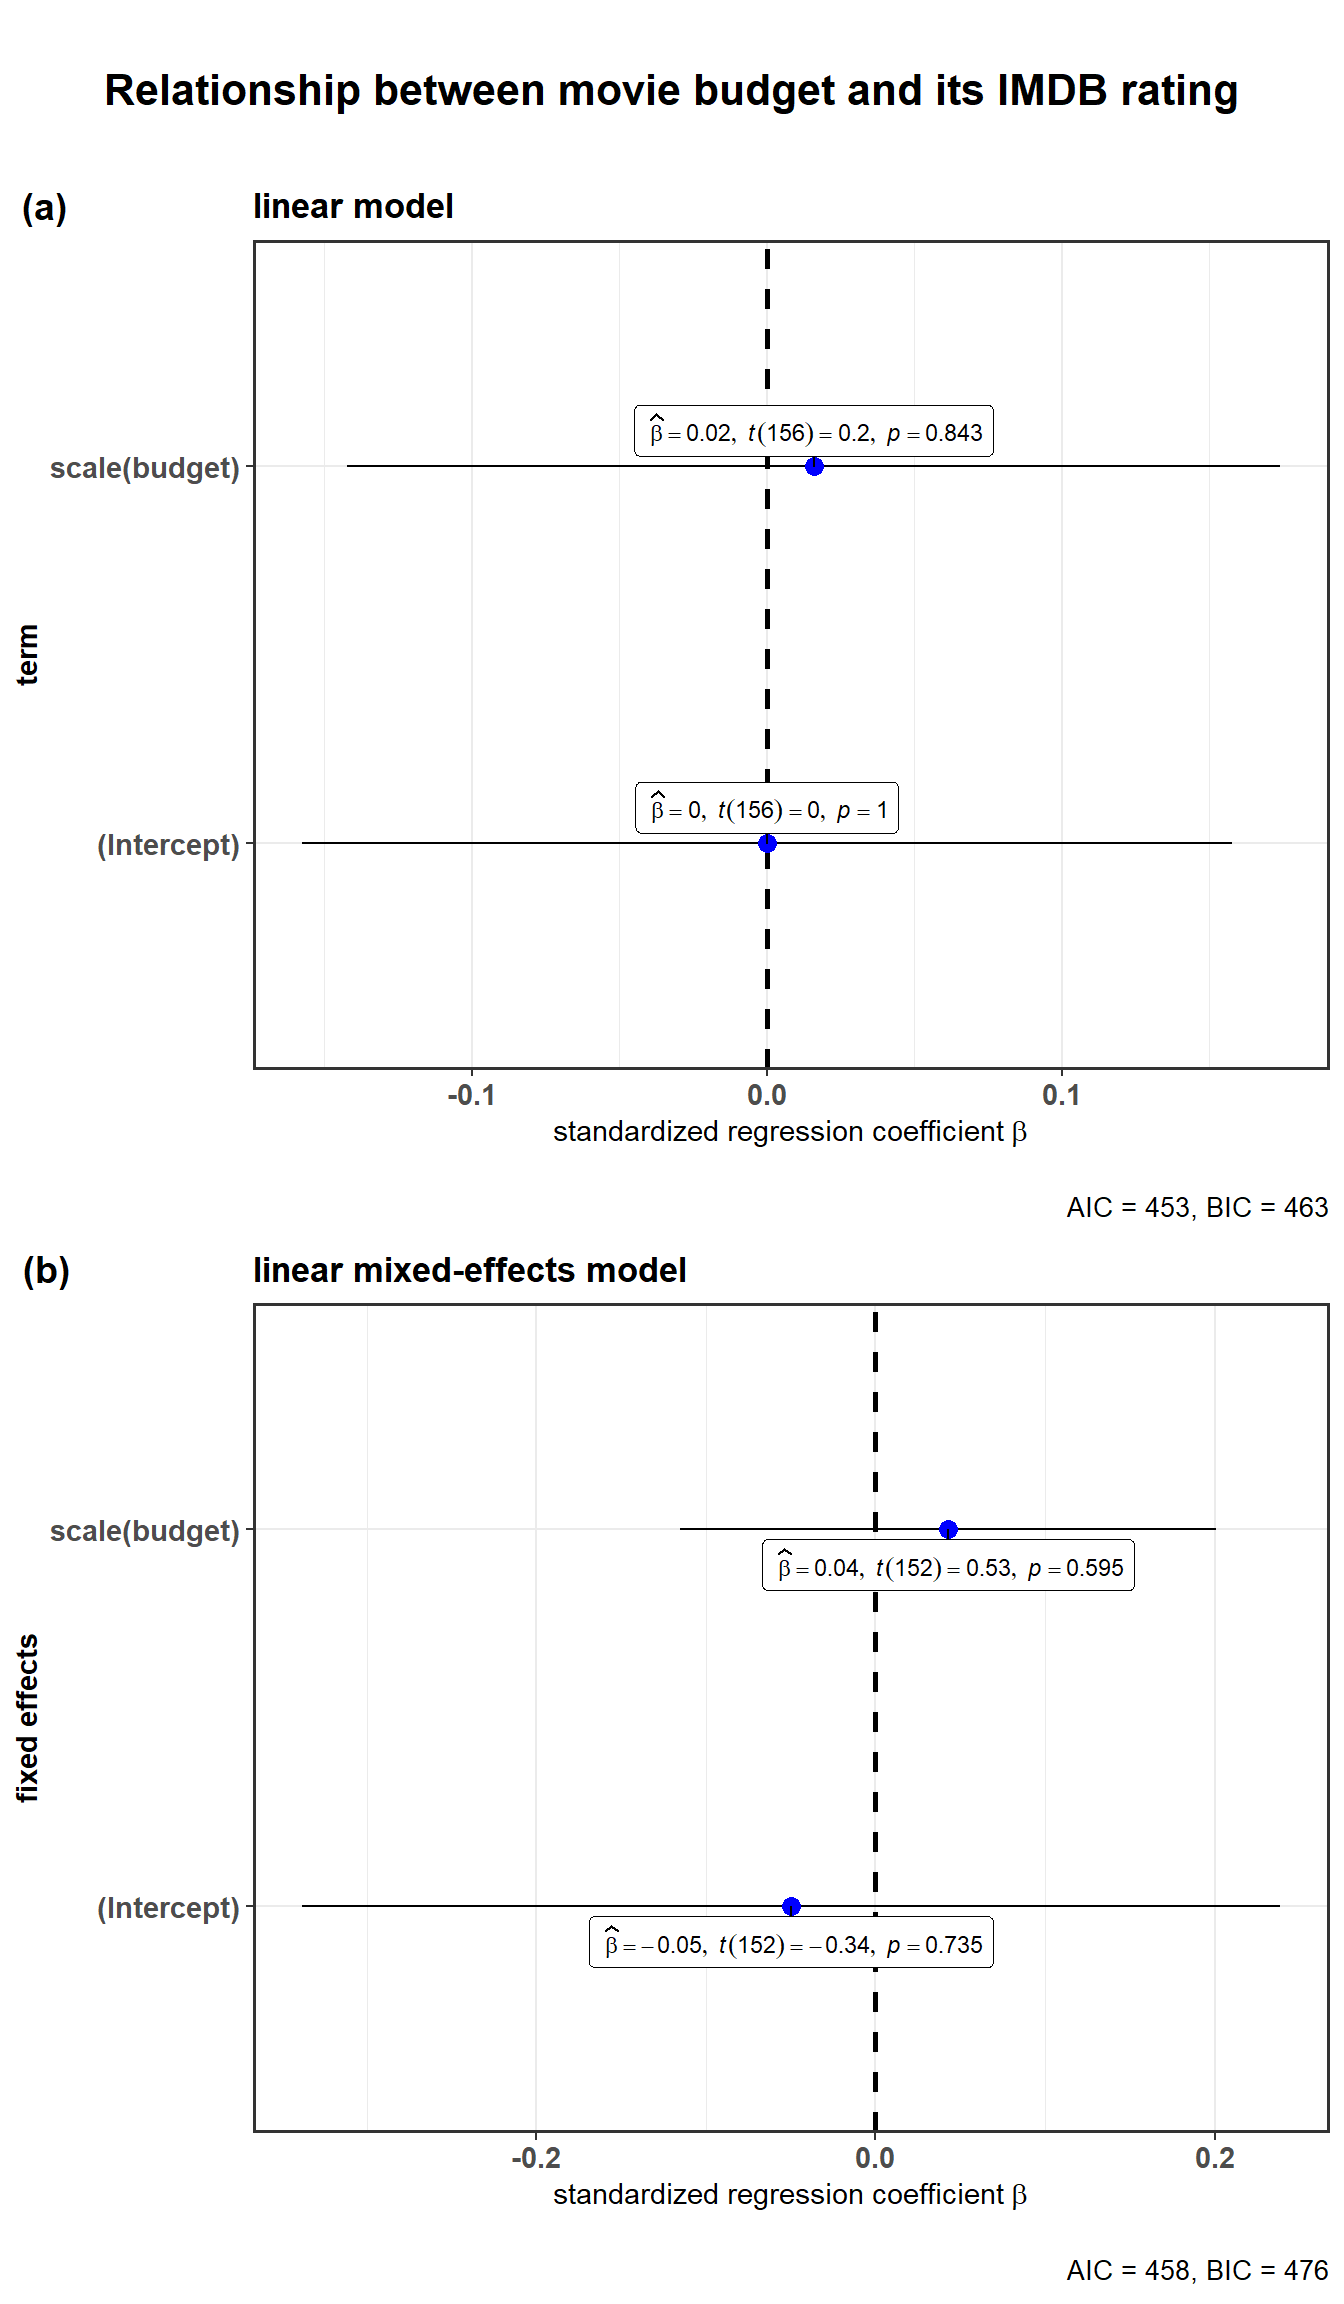 Relationship between movie budget and its IMDB rating
(a) linear model
β̂ = 0.02, t(156) = 0.2, p = 0.843
scale(budget)
term
β̂ = 0, t(156) = 0, p = 1
(Intercept)
-0.1 0.0 0.1
standardized regression coefficient β
AIC = 453, BIC = 463
(b) linear mixed-effects model
scale(budget)
β̂ = 0.04, t(152) = 0.53, p = 0.595
fixed effects
(Intercept)
β̂ = −0.05, t(152) = −0.34, p = 0.735
-0.2 0.0 0.2
standardized regression coefficient β
AIC = 458, BIC = 476